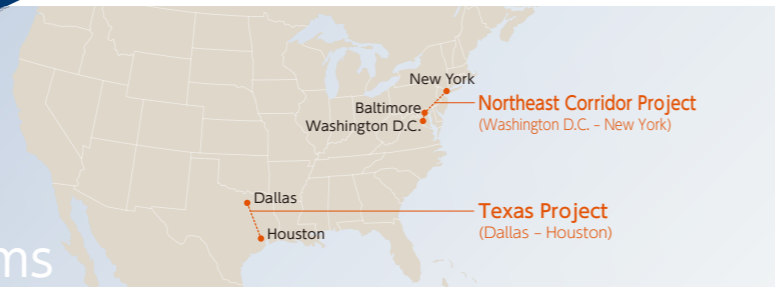 New York
Baltimore
Washington D.C.
Northeast Corridor Project
(Washington D.C. – New York)
Dallas
Texas Project
(Dallas – Houston)
Houston
ms